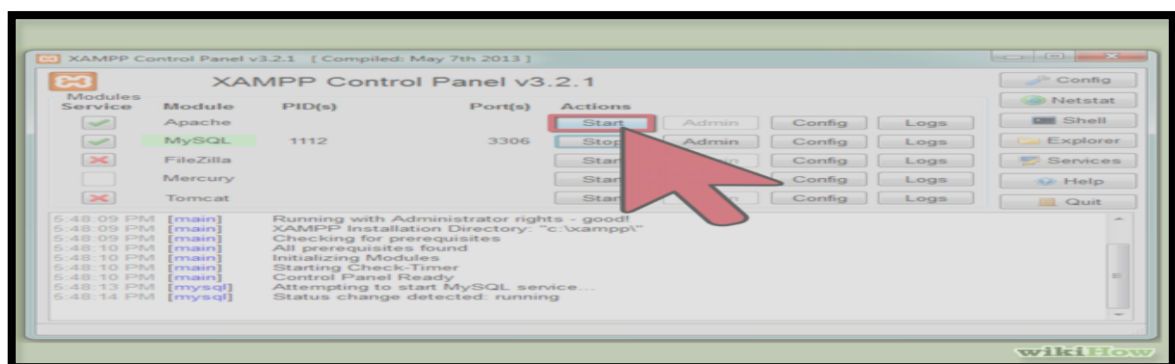 XAMPP Control Panel v3.2.1 [ Compiled: May 7th 2013 ]
XAMPP Control Panel v3.2.1
Config
Modules
Service Module PID(s) Port(s) Actions
Netstat
Apache Start Admin Config Logs
Shell
MySQL 1112 3306 Stop Admin Config Logs
Explorer
FileZilla Config Logs
Services
Mercury Config Logs
Help
Tomcat Config Logs
Quit
5:48:09 PM [main] Running with Administrator rights - good!
5:48:09 PM [main] XAMPP Installation Directory: "c:\xampp\"
5:48:09 PM [main] Checking for prerequisites
5:48:10 PM [main] All prerequisites found
5:48:10 PM [main] Initializing Modules
5:48:10 PM [main] Starting Check-Timer
5:48:10 PM [main] Control Panel Ready
5:48:13 PM [mysql] Attempting to start MySQL service...
5:48:14 PM [mysql] Status change detected: running
wikiHow